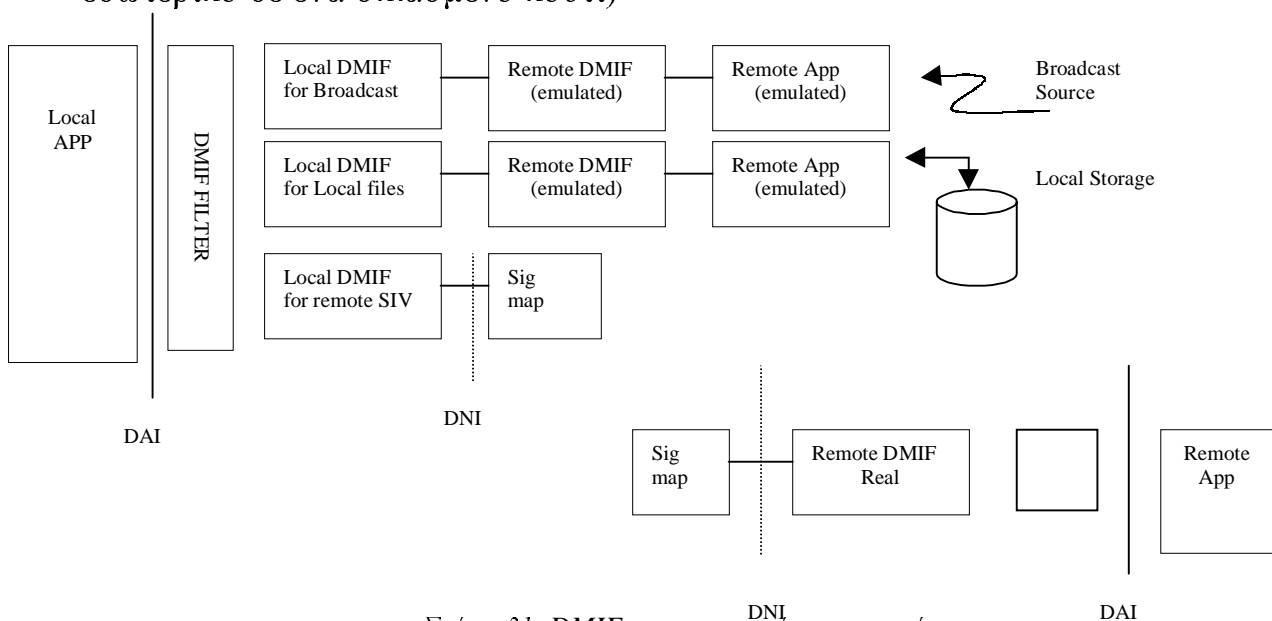 Local DMIF
for Broadcast
Remote DMIF
(emulated)
Remote App
(emulated)
Broadcast
Source
Local
APP
DMIF FILTER
Local DMIF
for Local files
Remote DMIF
(emulated)
Remote App
(emulated)
Local Storage
Local DMIF
for remote SIV
Sig
map
DAI
DNI
Sig
map
Remote DMIF
Real
Remote
App
DNI
DAI
DMIF